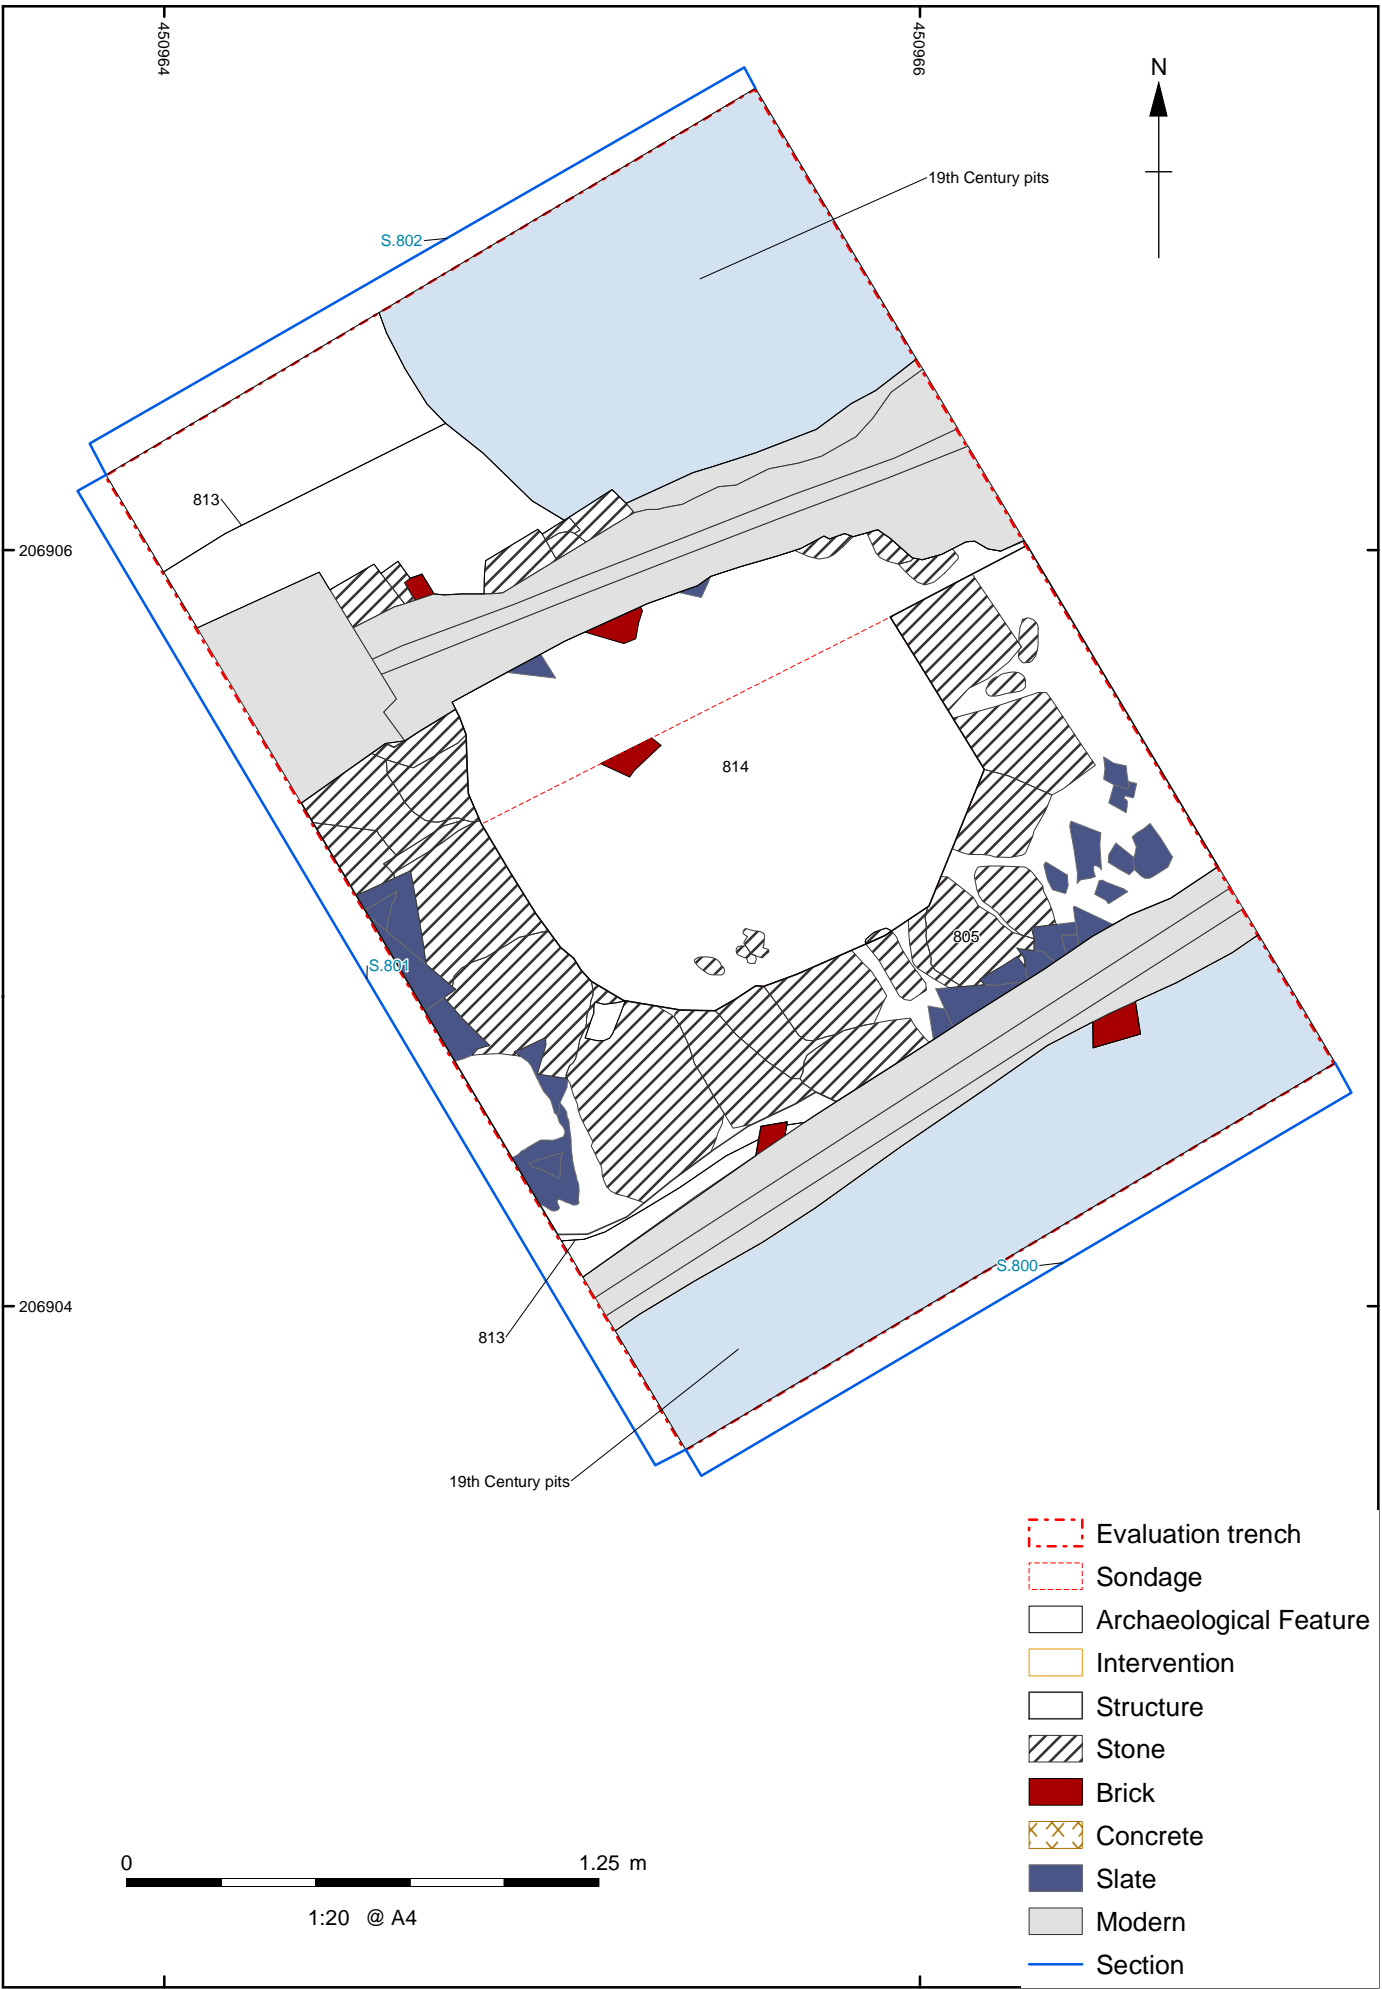 450964
450966
N
19th Century pits
S.802
813
206906
814
805
S.801
S.800
206904
813
19th Century pits
Evaluation trench
Sondage
Archaeological Feature
Intervention
Structure
Stone
Brick
Concrete
Slate
Modern
Section
0 1.25 m
1:20 @ A4